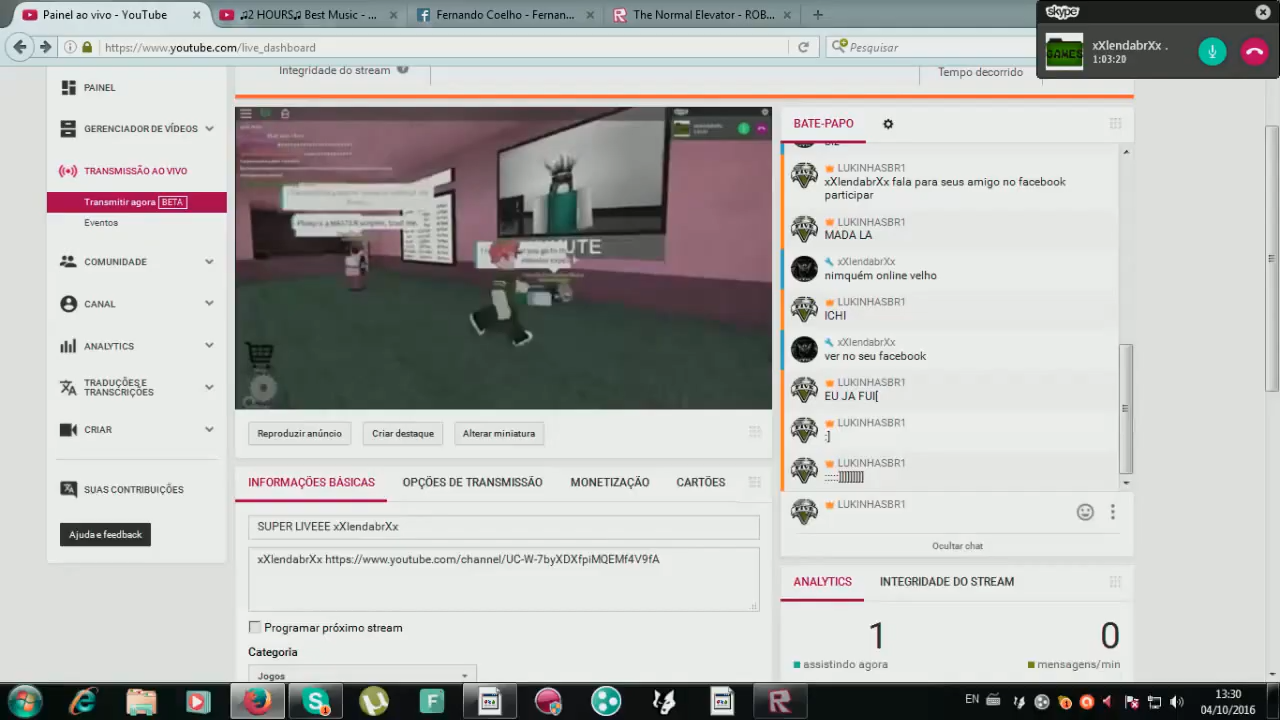 Painel ao vivo - YouTube
♫2 HOURS♫ Best Music - ...
Fernando Coelho - Fernan...
The Normal Elevator - ROB...
skype
https://www.youtube.com/live_dashboard
Pesquisar
GAMES
xXlendabrXx .
1:03:20
Integridade do stream
Tempo decorrido
PAINEL
GERENCIADOR DE VÍDEOS
TRANSMISSÃO AO VIVO
Transmitir agora BETA
Eventos
COMUNIDADE
CANAL
ANALYTICS
TRADUÇÕES E
TRANSCRIÇÕES
CRIAR
SUAS CONTRIBUIÇÕES
Ajuda e feedback
Reproduzir anúncio
Criar destaque
Alterar miniatura
INFORMAÇÕES BÁSICAS
OPÇÕES DE TRANSMISSÃO
MONETIZAÇÃO
CARTÕES
SUPER LIVEEE xXlendabrXx
xXlendabrXx https://www.youtube.com/channel/UC-W-7byXDXfpiMQEMf4V9fA
Programar próximo stream
Categoria
Jogos
BATE-PAPO
LUKINHASBR1
xXlendabrXx fala para seus amigo no facebook
participar
LUKINHASBR1
MADA LA
xXlendabrXx
nimquém online velho
LUKINHASBR1
ICHI
xXlendabrXx
ver no seu facebook
LUKINHASBR1
EU JA FUI[
LUKINHASBR1
:]
LUKINHASBR1
:::::]]]]]]]]]
LUKINHASBR1
Ocultar chat
ANALYTICS
INTEGRIDADE DO STREAM
1
0
assistindo agora
mensagens/min
EN
13:30
04/10/2016